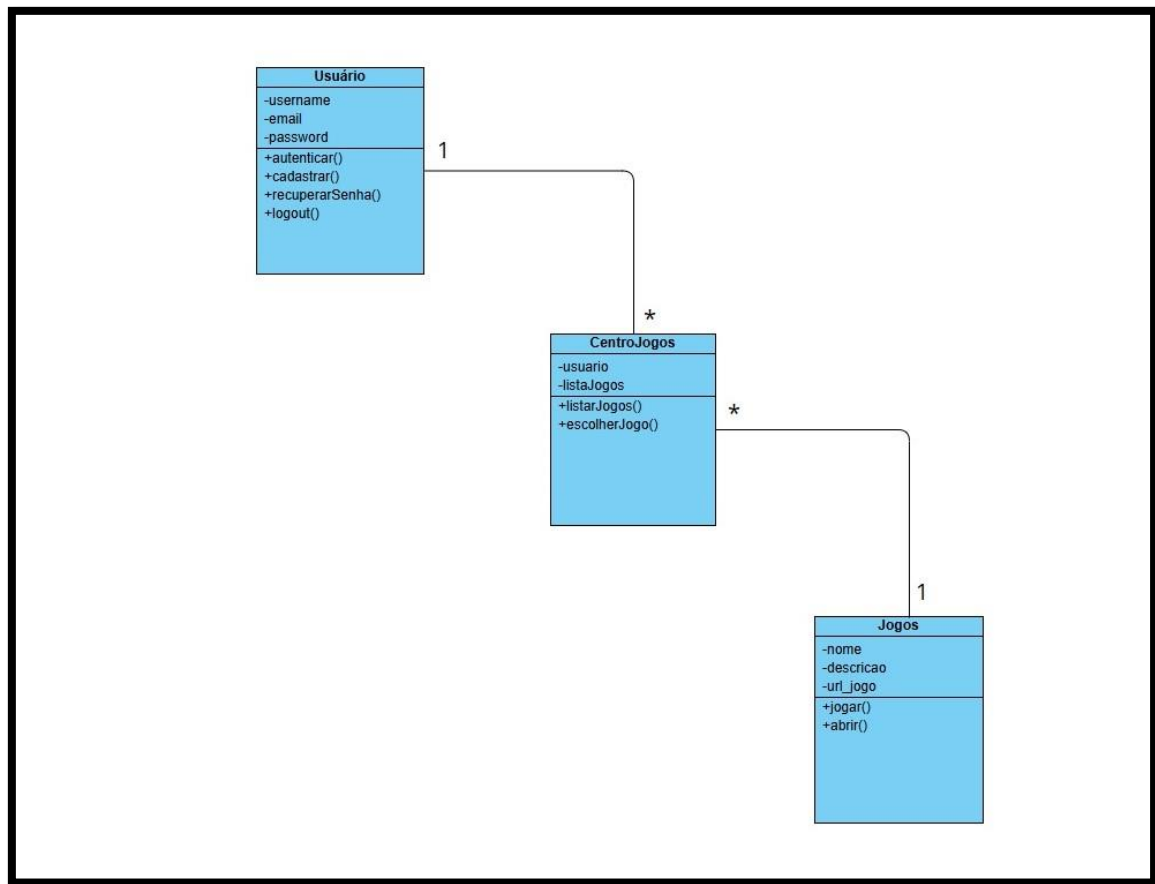 Usuário
-username
-email
-password
+autenticar()
+cadastrar()
+recuperarSenha()
+logout()
1
*
CentroJogos
-usuario
-listaJogos
+listarJogos()
+escolherJogo()
*
1
Jogos
-nome
-descricao
-url_jogo
+jogar()
+abrir()